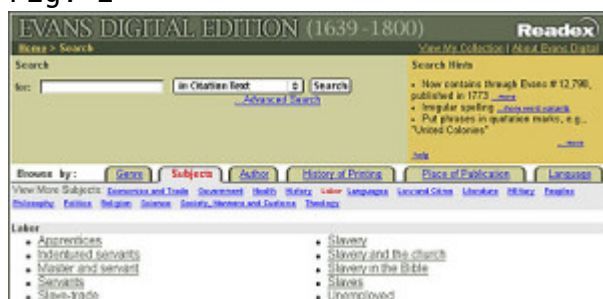 EVANS DIGITAL EDITION (1639-1800)
Readex
Home > Search
View My Collection | About Evans Digital
Search
for:
in Citation Text
Search
...Advanced Search
Search Hints
• Now contains through Evans # 12,798, published in 1773 ...more
• Irregular spelling
• Put phrases in quotation marks, e.g., "United Colonies"
...more
help
Browse by: Genre Subjects Author History of Printing Place of Publication Language
View More Subjects: Economics and Trade Government Health History Labor Languages Law and Crime Literature Military Peoples
Philosophy Politics Religion Science Society, Manners and Customs Theology
Labor
• Apprentices
• Indentured servants
• Master and servant
• Servants
• Slave-trade
• Slavery
• Slavery and the church
• Slavery in the Bible
• Slaves
• Unemployed